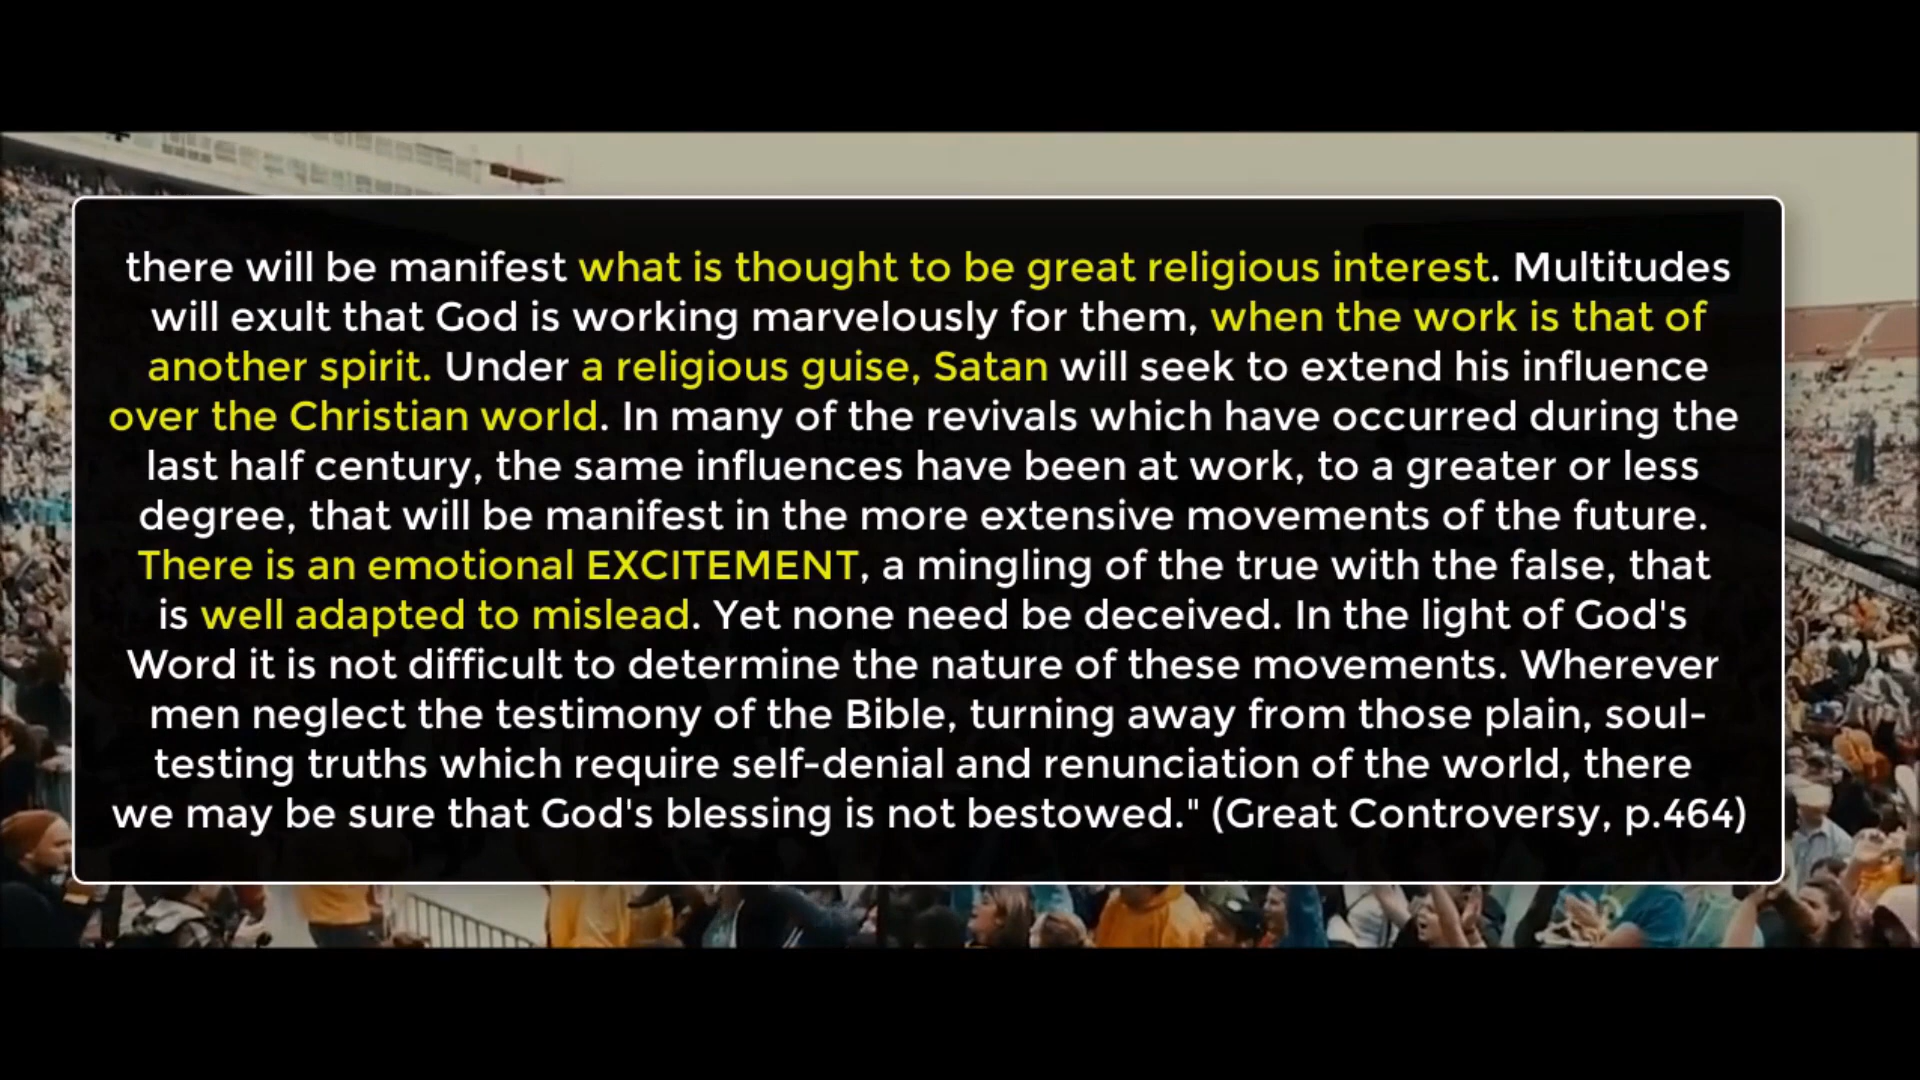 there will be manifest what is thought to be great religious interest. Multitudes
will exult that God is working marvelously for them, when the work is that of
another spirit. Under a religious guise, Satan will seek to extend his influence
over the Christian world. In many of the revivals which have occurred during the
last half century, the same influences have been at work, to a greater or less
degree, that will be manifest in the more extensive movements of the future.
There is an emotional EXCITEMENT, a mingling of the true with the false, that
is well adapted to mislead. Yet none need be deceived. In the light of God's
Word it is not difficult to determine the nature of these movements. Wherever
men neglect the testimony of the Bible, turning away from those plain, soul-
testing truths which require self-denial and renunciation of the world, there
we may be sure that God's blessing is not bestowed." (Great Controversy, p.464)